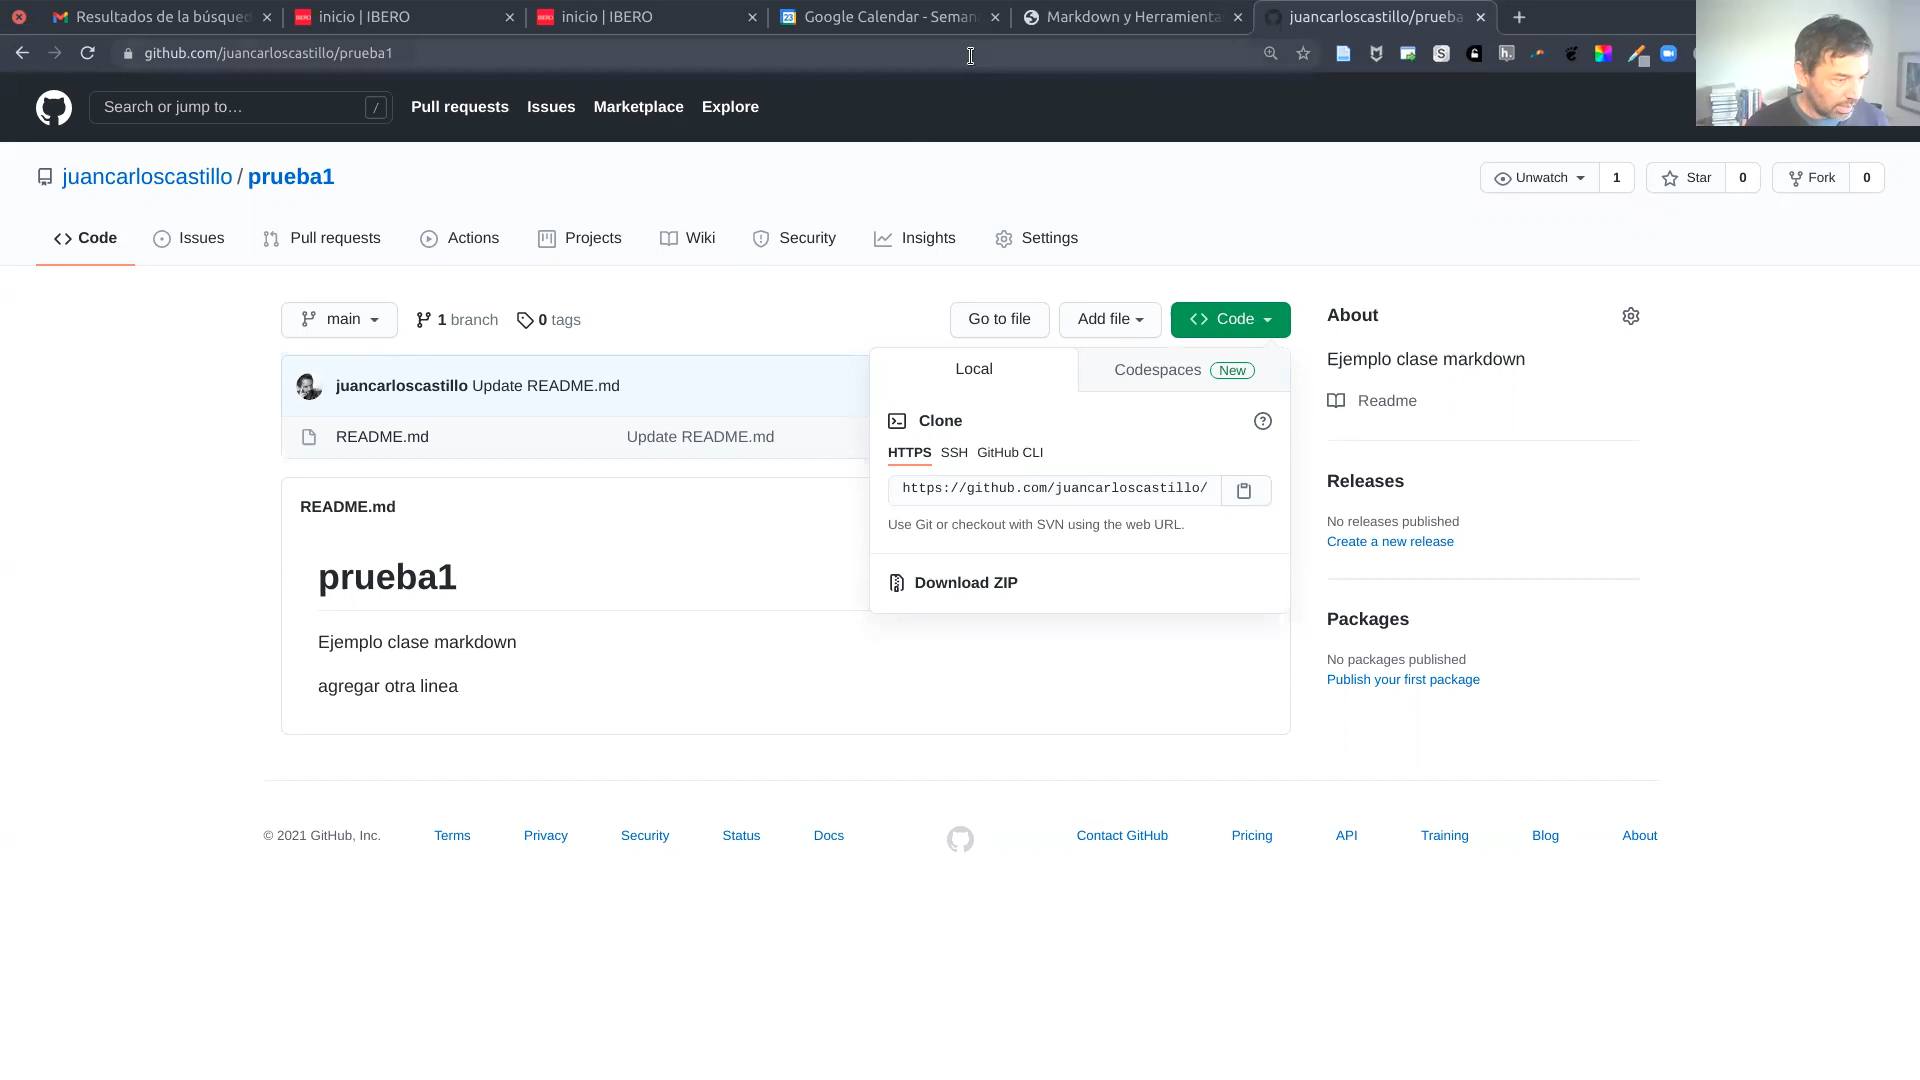 Resultados de la búsqued
inicio | IBERO
inicio | IBERO
23 Google Calendar - Seman
Markdown y Herramienta
juancarloscastillo/prueba
github.com/juancarloscastillo/prueba1
Search or jump to… /
Pull requests
Issues
Marketplace
Explore
juancarloscastillo / prueba1
Unwatch 1
Star 0
Fork 0
Code
Issues
Pull requests
Actions
Projects
Wiki
Security
Insights
Settings
main
1 branch
0 tags
Go to file
Add file
Code
juancarloscastillo Update README.md
README.md
Update README.md
Local
Codespaces New
Clone
HTTPS SSH GitHub CLI
https://github.com/juancarloscastillo/
Use Git or checkout with SVN using the web URL.
Download ZIP
README.md
prueba1
Ejemplo clase markdown
agregar otra linea
About
Ejemplo clase markdown
Readme
Releases
No releases published
Create a new release
Packages
No packages published
Publish your first package
© 2021 GitHub, Inc.
Terms
Privacy
Security
Status
Docs
Contact GitHub
Pricing
API
Training
Blog
About